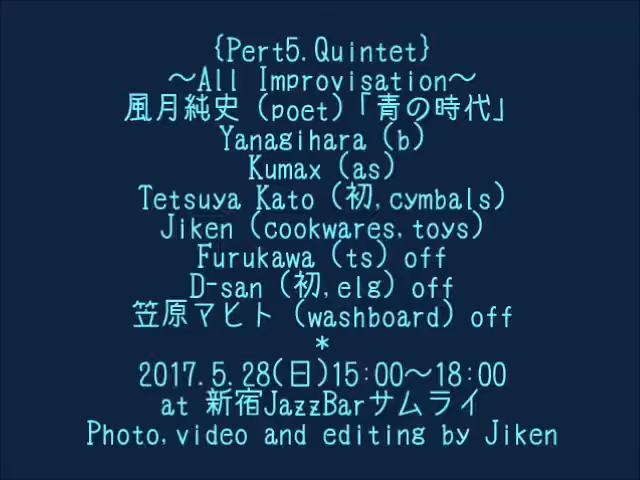 {Pert5.Quintet}
～All Improvisation～
風月純史 (poet)「青の時代」
Yanagihara (b)
Kumax (as)
Tetsuya Kato (初,cymbals)
Jiken (cookwares,toys)
Furukawa (ts) off
D-san (初,elg) off
笠原マヒト (washboard) off
*
2017.5.28(日)15:00～18:00
at 新宿JazzBarサムライ
Photo,video and editing by Jiken